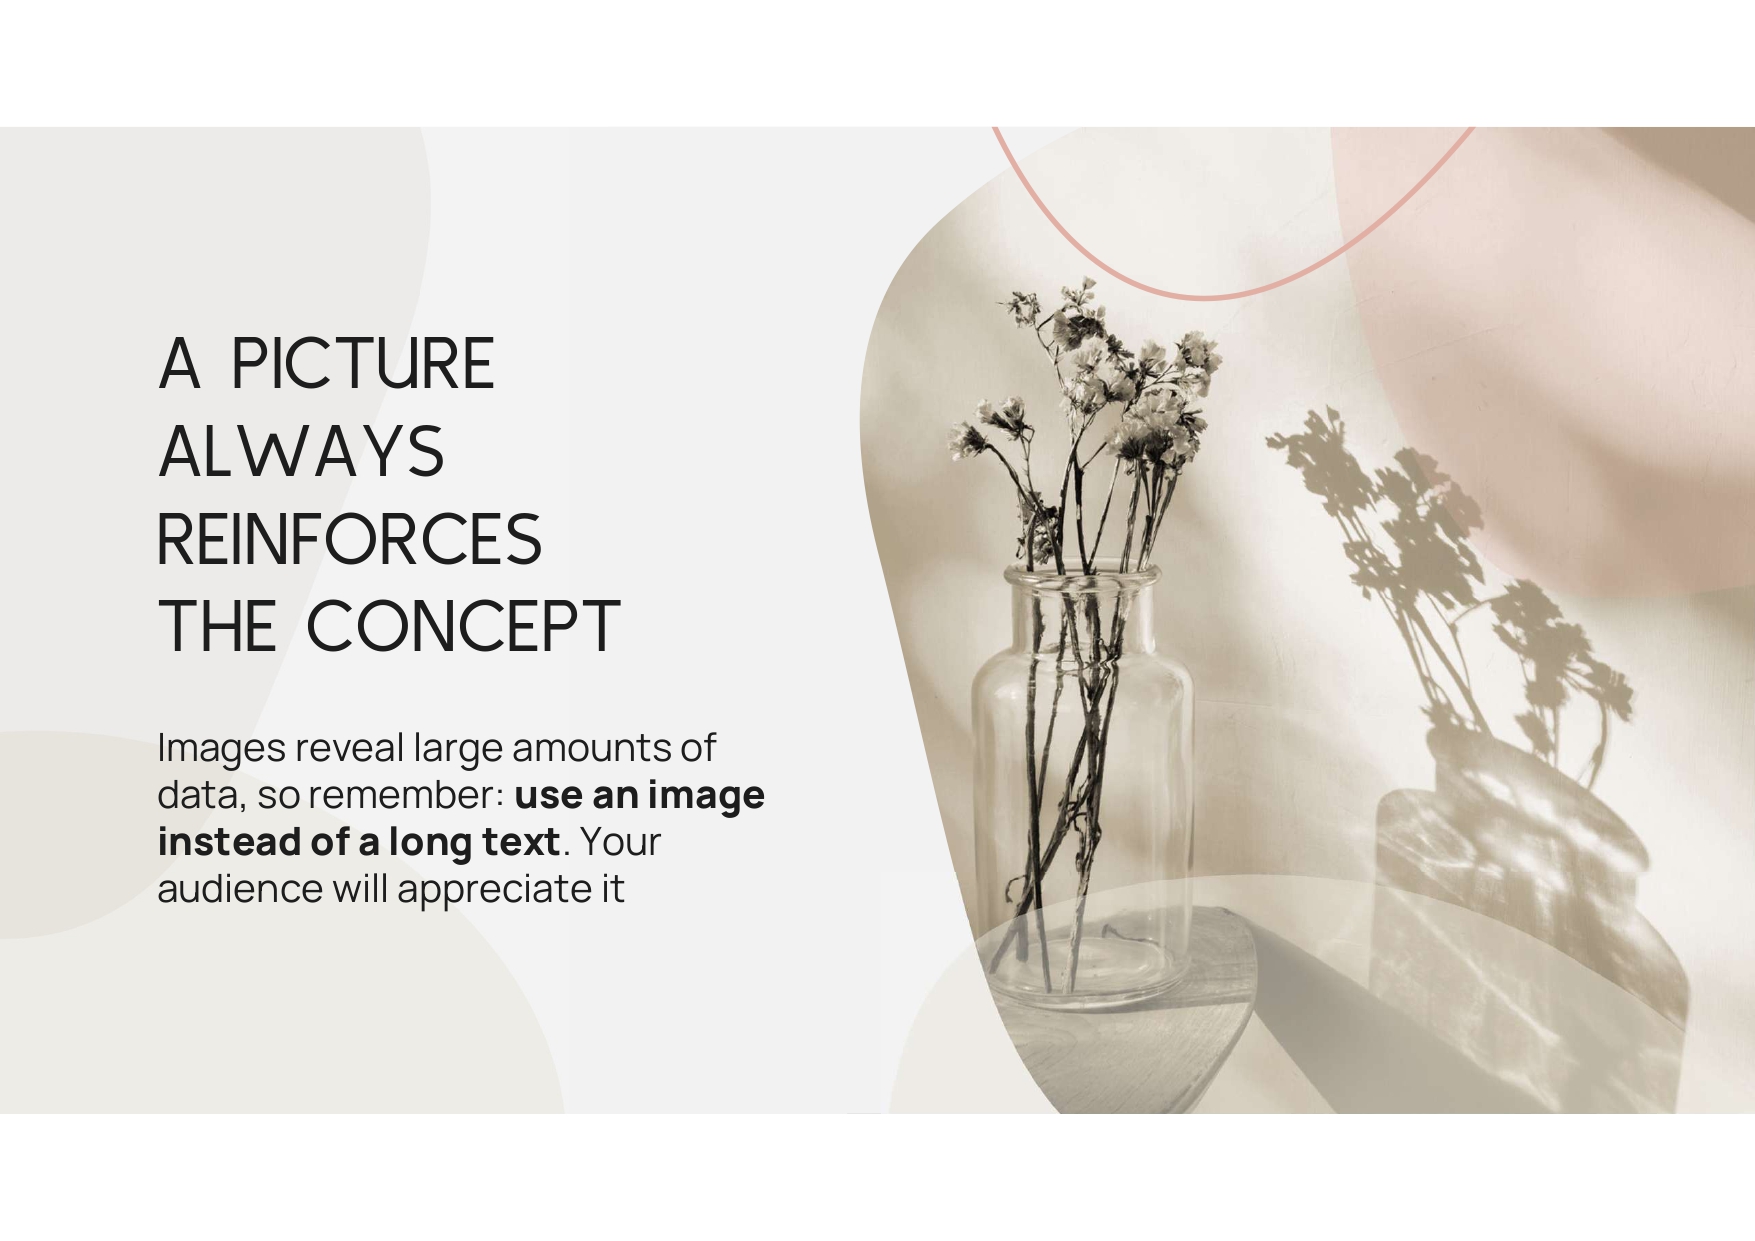 A PICTURE
ALWAYS
REINFORCES
THE CONCEPT
Images reveal large amounts of
data, so remember: use an image
instead of a long text. Your
audience will appreciate it